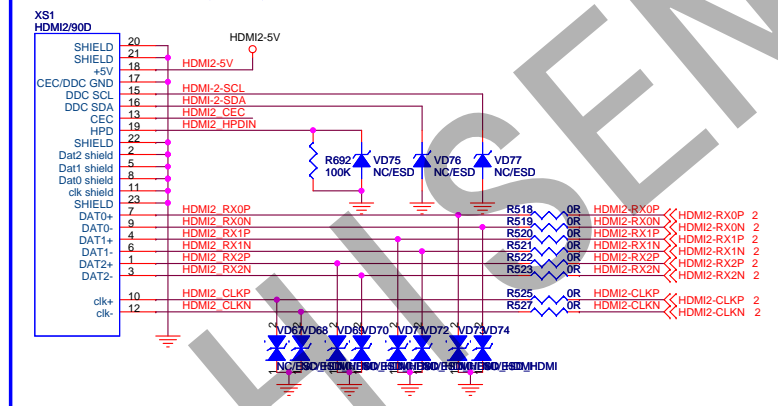 XS1
HDMI2/90D
HDMI2-5V
SHIELD 20
SHIELD 21
+5V 18 HDMI2-5V
CEC/DDC GND 17
DDC SCL 15 HDMI-2-SCL
DDC SDA 16 HDMI-2-SDA
CEC 13 HDMI2_CEC
HPD 19 HDMI2_HPDIN
SHIELD 22
Dat2 shield 2
Dat1 shield 5
Dat0 shield 8
clk shield 11
SHIELD 23
R692 VD75 VD76 VD77
100K NC/ESD NC/ESD NC/ESD
DAT0+ 7 HDMI2_RX0P R518 0R HDMI2-RX0P HDMI2-RX0P 2
DAT0- 9 HDMI2_RX0N R519 0R HDMI2-RX0N HDMI2-RX0N 2
DAT1+ 4 HDMI2_RX1P R520 0R HDMI2-RX1P HDMI2-RX1P 2
DAT1- 6 HDMI2_RX1N R521 0R HDMI2-RX1N HDMI2-RX1N 2
DAT2+ 1 HDMI2_RX2P R522 0R HDMI2-RX2P HDMI2-RX2P 2
DAT2- 3 HDMI2_RX2N R523 0R HDMI2-RX2N HDMI2-RX2N 2
clk+ 10 HDMI2_CLKP R525 0R HDMI2-CLKP HDMI2-CLKP 2
clk- 12 HDMI2_CLKN R527 0R HDMI2-CLKN HDMI2-CLKN 2
VD67 VD68 VD69 VD70 VD71 VD72 VD73 VD74
HISEN